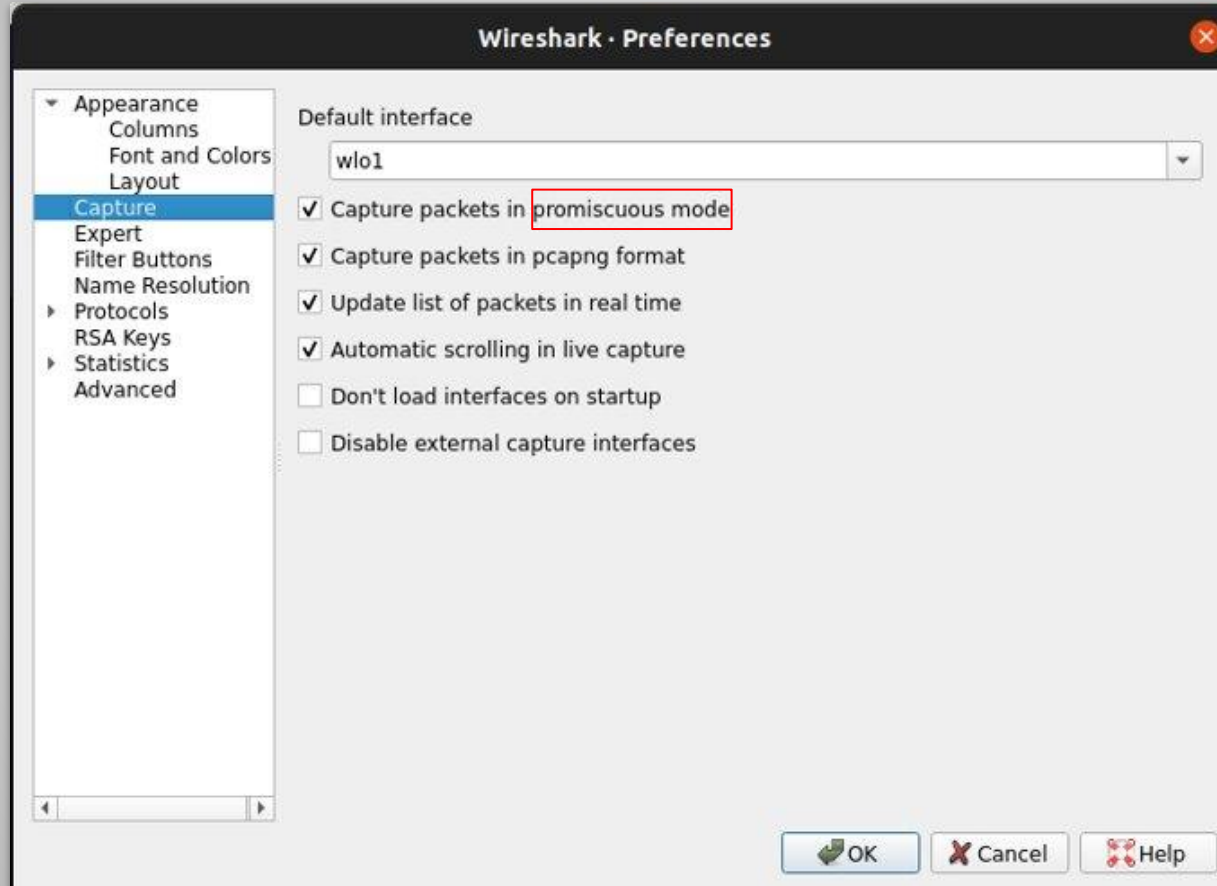 Wireshark · Preferences
Appearance
Columns
Font and Colors
Layout
Capture
Expert
Filter Buttons
Name Resolution
Protocols
RSA Keys
Statistics
Advanced
Default interface
wlo1
Capture packets in promiscuous mode
Capture packets in pcapng format
Update list of packets in real time
Automatic scrolling in live capture
Don't load interfaces on startup
Disable external capture interfaces
OK
Cancel
Help